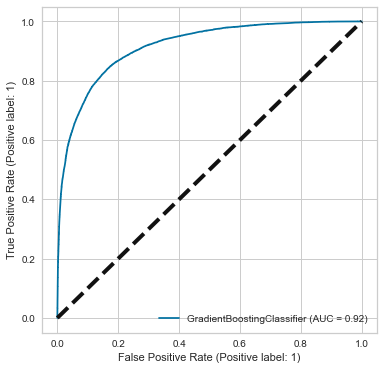 True Positive Rate (Positive label: 1)
1.0
0.8
0.6
0.4
0.2
0.0
GradientBoostingClassifier (AUC = 0.92)
0.0 0.2 0.4 0.6 0.8 1.0
False Positive Rate (Positive label: 1)